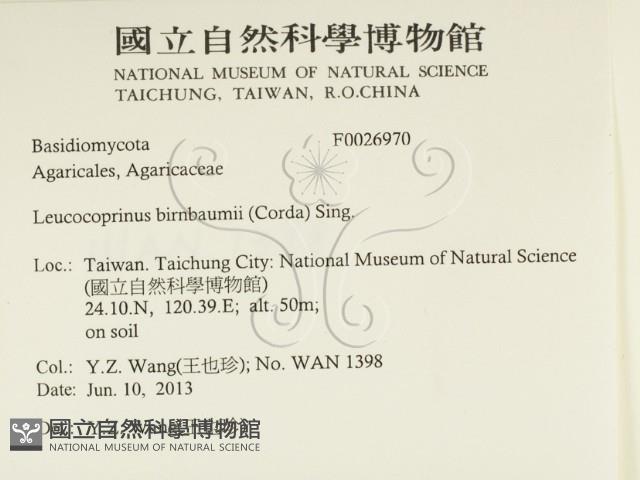 國立自然科學博物館
NATIONAL MUSEUM OF NATURAL SCIENCE
TAICHUNG, TAIWAN, R.O.CHINA
Basidiomycota F0026970
Agaricales, Agaricaceae
Leucocoprinus birnbaumii (Corda) Sing.
Loc.: Taiwan. Taichung City: National Museum of Natural Science
(國立自然科學博物館)
24.10.N, 120.39.E; alt. 50m;
on soil
Col.: Y.Z. Wang(王也珍); No. WAN 1398
Date: Jun. 10, 2013
國立自然科學博物館
NATIONAL MUSEUM OF NATURAL SCIENCE